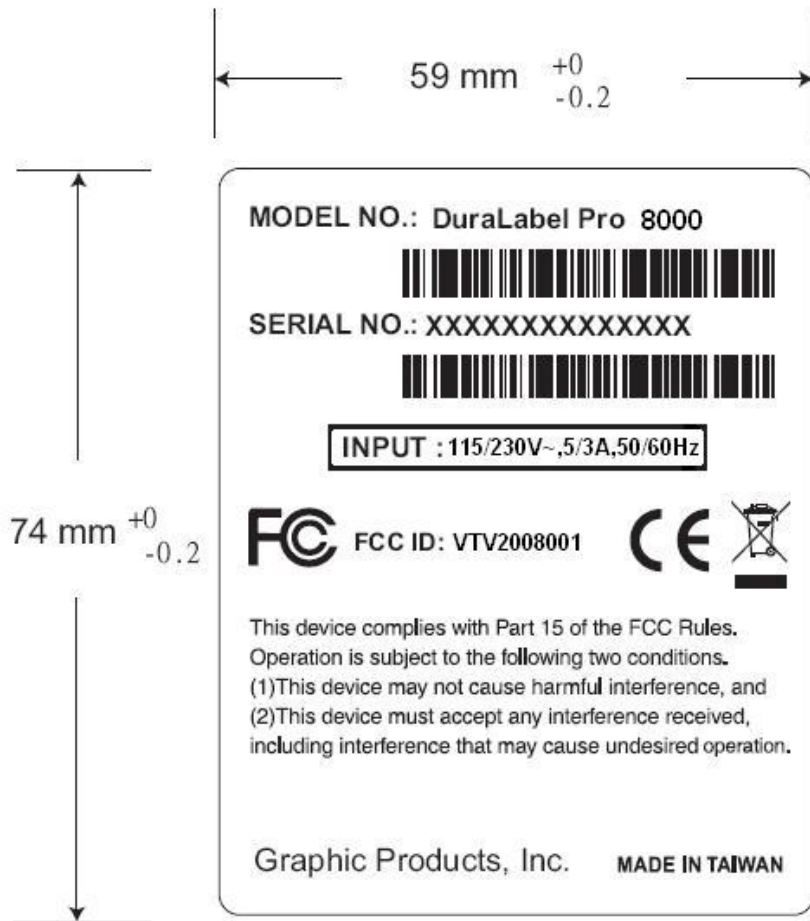 59 mm +0 -0.2
MODEL NO.: DuraLabel Pro 8000
SERIAL NO.: XXXXXXXXXXXXXX
INPUT : 115/230V~,5/3A,50/60Hz
74 mm +0 -0.2
FC FCC ID: VTV2008001 CE
This device complies with Part 15 of the FCC Rules.
Operation is subject to the following two conditions.
(1)This device may not cause harmful interference, and
(2)This device must accept any interference received,
including interference that may cause undesired operation.
Graphic Products, Inc. MADE IN TAIWAN